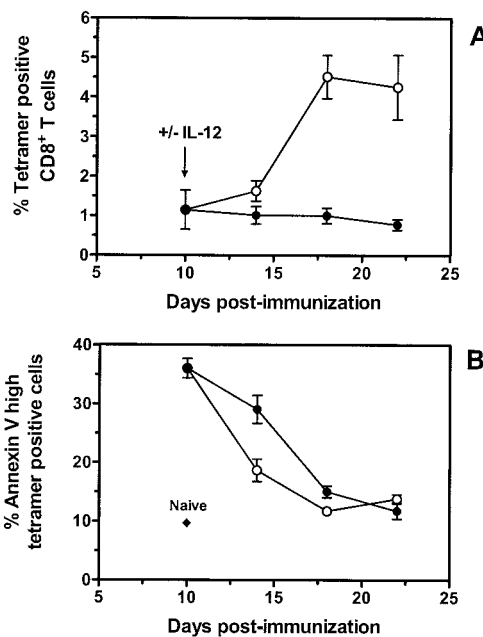 A
6
5
4
3
2
1
0
% Tetramer positive
CD8⁺ T cells
+/- IL-12
5
10
15
20
25
Days post-immunization
B
40
30
20
10
0
% Annexin V high
tetramer positive cells
Naive
5
10
15
20
25
Days post-immunization